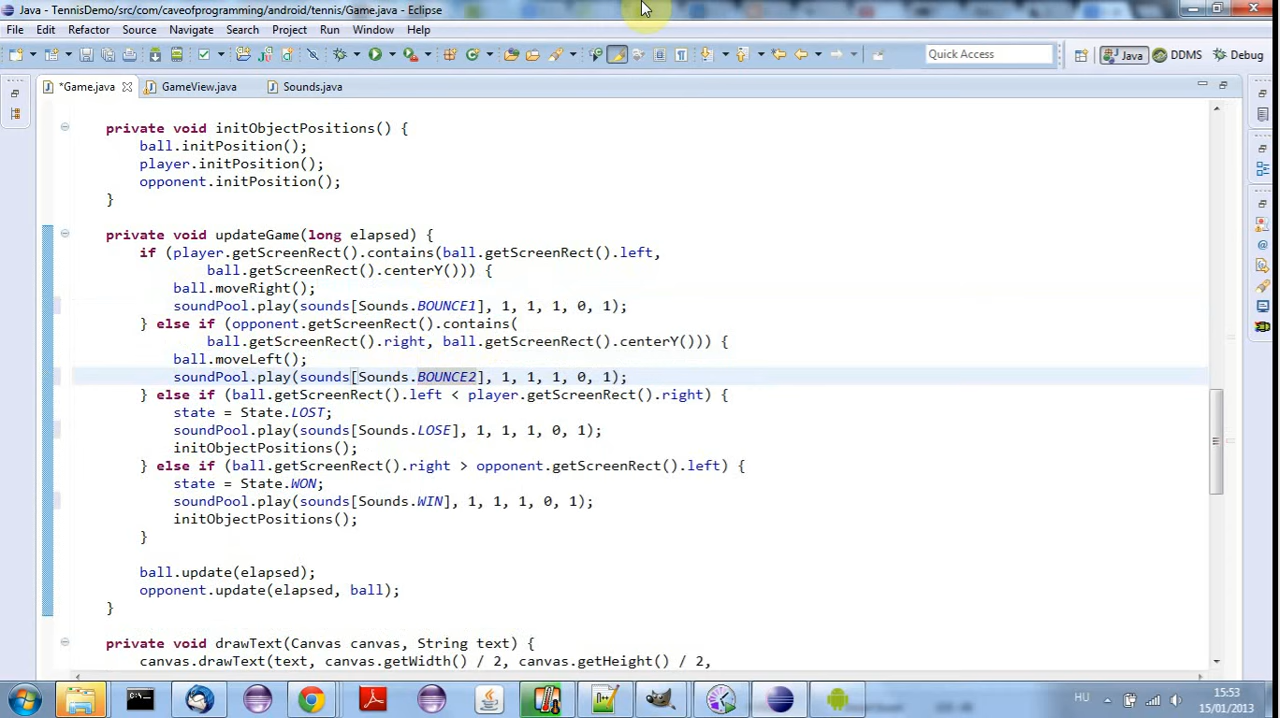 Java - TennisDemo/src/com/caveofprogramming/android/tennis/Game.java - Eclipse
File Edit Refactor Source Navigate Search Project Run Window Help
Quick Access Java DDMS Debug
*Game.java GameView.java Sounds.java
private void initObjectPositions() {
ball.initPosition();
player.initPosition();
opponent.initPosition();
}
private void updateGame(long elapsed) {
if (player.getScreenRect().contains(ball.getScreenRect().left,
ball.getScreenRect().centerY())) {
ball.moveRight();
soundPool.play(sounds[Sounds.BOUNCE1], 1, 1, 1, 0, 1);
} else if (opponent.getScreenRect().contains(
ball.getScreenRect().right, ball.getScreenRect().centerY())) {
ball.moveLeft();
soundPool.play(sounds[Sounds.BOUNCE2], 1, 1, 1, 0, 1);
} else if (ball.getScreenRect().left < player.getScreenRect().right) {
state = State.LOST;
soundPool.play(sounds[Sounds.LOSE], 1, 1, 1, 0, 1);
initObjectPositions();
} else if (ball.getScreenRect().right > opponent.getScreenRect().left) {
state = State.WON;
soundPool.play(sounds[Sounds.WIN], 1, 1, 1, 0, 1);
initObjectPositions();
}
ball.update(elapsed);
opponent.update(elapsed, ball);
}
private void drawText(Canvas canvas, String text) {
canvas.drawText(text, canvas.getWidth() / 2, canvas.getHeight() / 2,
HU 15:53
15/01/2013